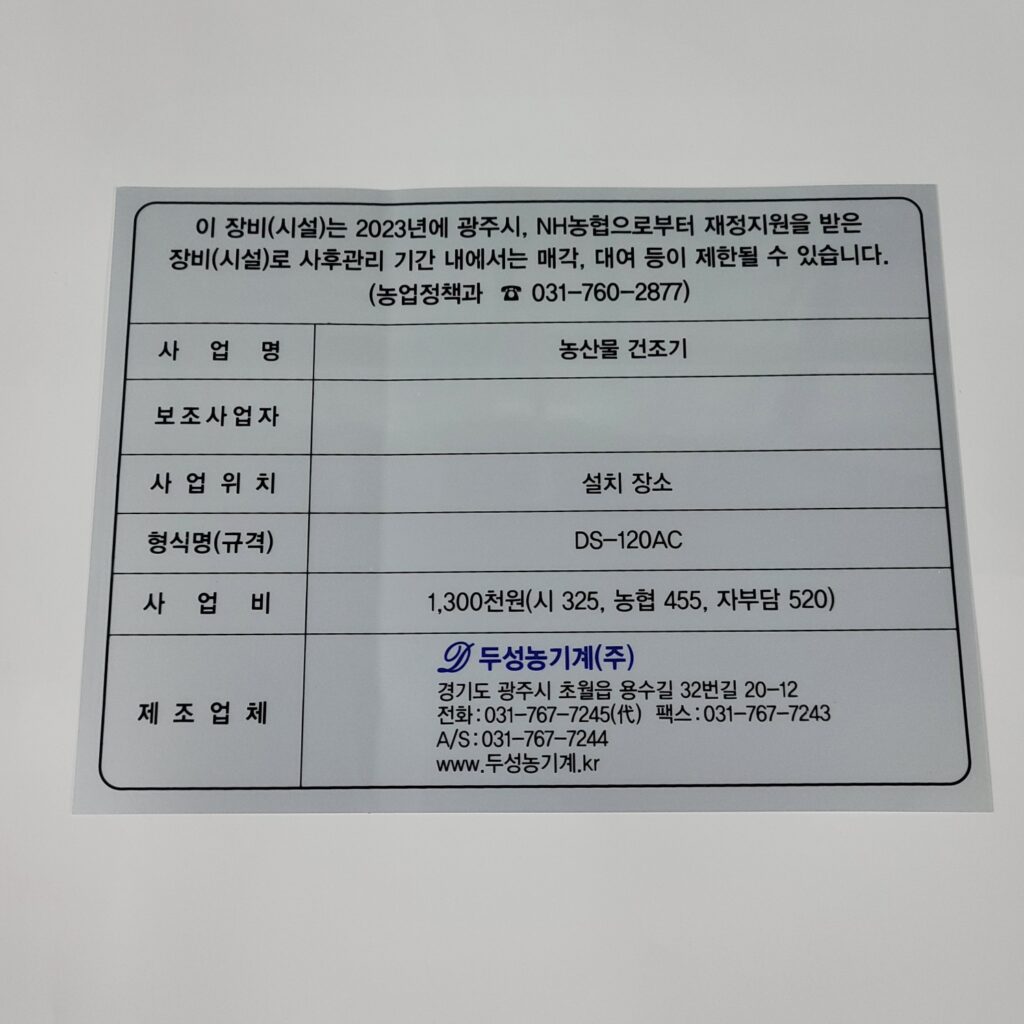 이 장비(시설)는 2023년에 광주시, NH농협으로부터 재정지원을 받은
장비(시설)로 사후관리 기간 내에서는 매각, 대여 등이 제한될 수 있습니다.
(농업정책과 ☎ 031-760-2877)
사 업 명 농산물 건조기
보조사업자
사 업 위 치 설치 장소
형식명(규격) DS-120AC
사 업 비 1,300천원(시 325, 농협 455, 자부담 520)
제 조 업 체
D 두성농기계(주)
경기도 광주시 초월읍 용수길 32번길 20-12
전화:031-767-7245(代) 팩스:031-767-7243
A/S:031-767-7244
www.두성농기계.kr